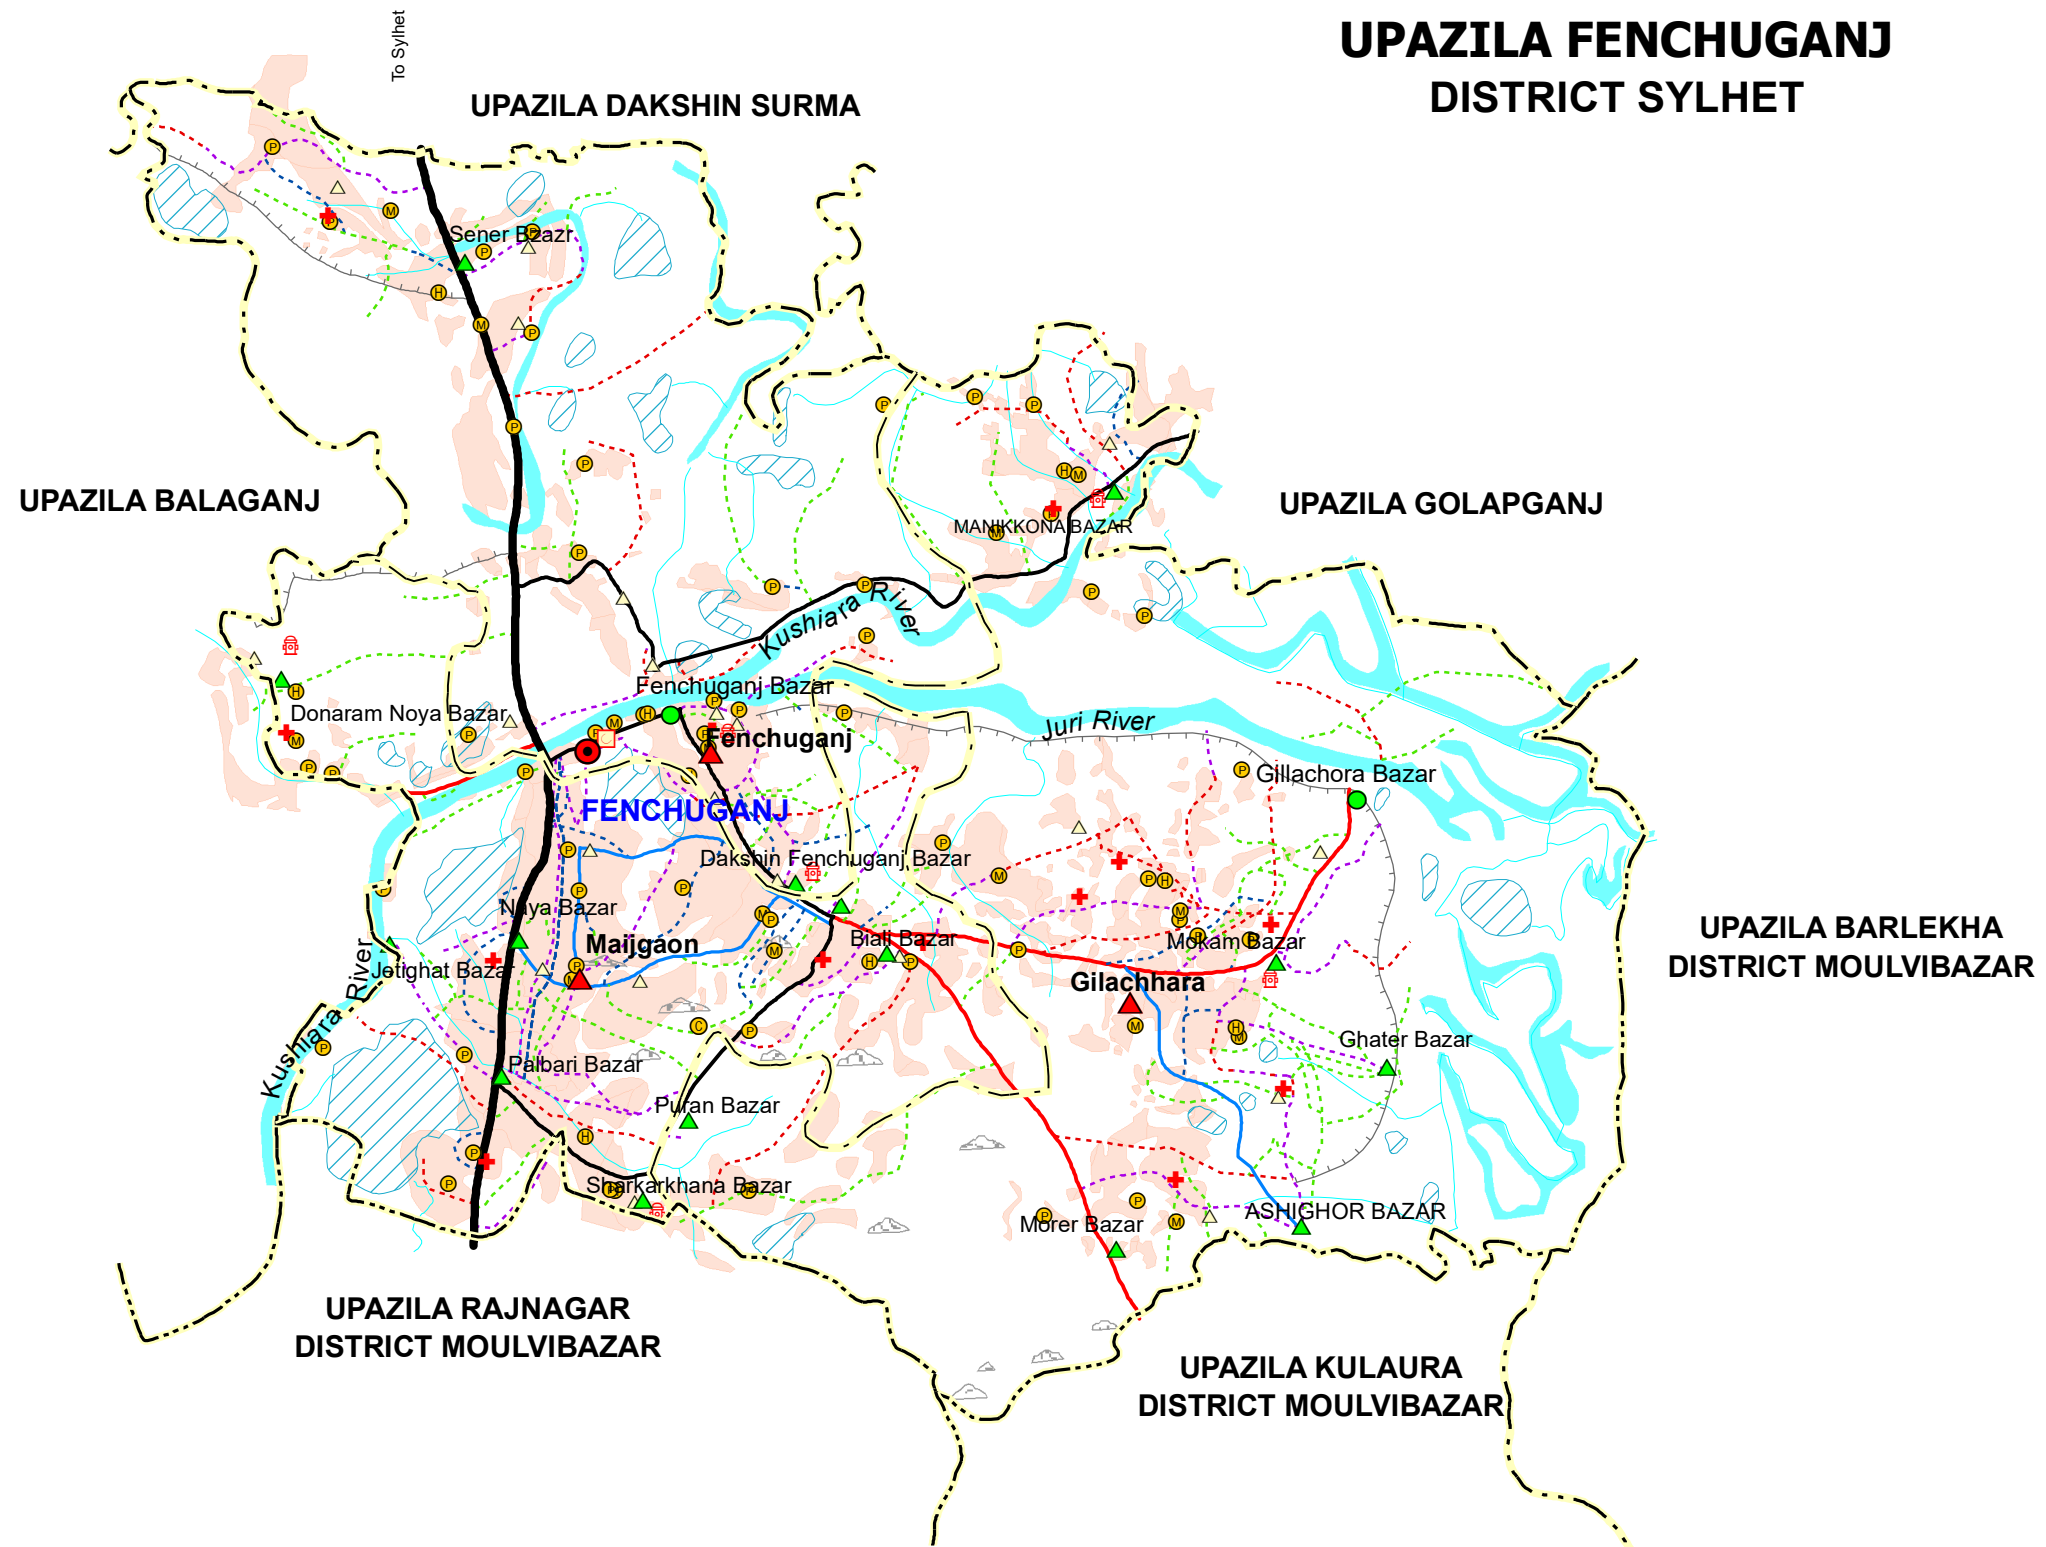 UPAZILA FENCHUGANJ
DISTRICT SYLHET
To Sylhet
UPAZILA DAKSHIN SURMA
Sener Bzazr
UPAZILA BALAGANJ
UPAZILA GOLAPGANJ
MANIKKONA BAZAR
Kushiara River
Fenchuganj Bazar
Donaram Noya Bazar
Juri River
Fenchuganj
Gillachora Bazar
FENCHUGANJ
Dakshin Fenchuganj Bazar
Naya Bazar
Maijgaon
Biali Bazar
Mokam Bazar
UPAZILA BARLEKHA
DISTRICT MOULVIBAZAR
Jetighat Bazar
Gilachhara
Kushiara River
Ghater Bazar
Palbari Bazar
Puran Bazar
Sharkarkhana Bazar
Morer Bazar
ASHIGHOR BAZAR
UPAZILA RAJNAGAR
DISTRICT MOULVIBAZAR
UPAZILA KULAURA
DISTRICT MOULVIBAZAR